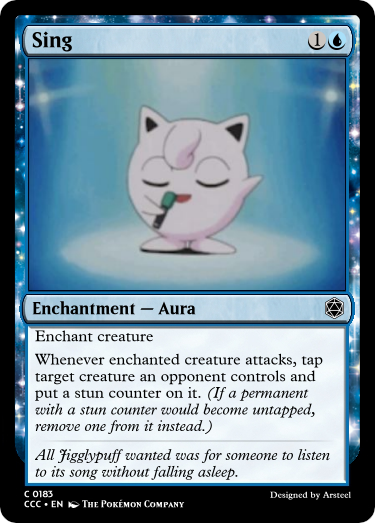 Sing 1
Enchantment — Aura
Enchant creature
Whenever enchanted creature attacks, tap
target creature an opponent controls and
put a stun counter on it. (If a permanent
with a stun counter would become untapped,
remove one from it instead.)
All Jigglypuff wanted was for someone to listen
to its song without falling asleep.
C 0183 Designed by Arsteel
CCC • EN The Pokémon Company